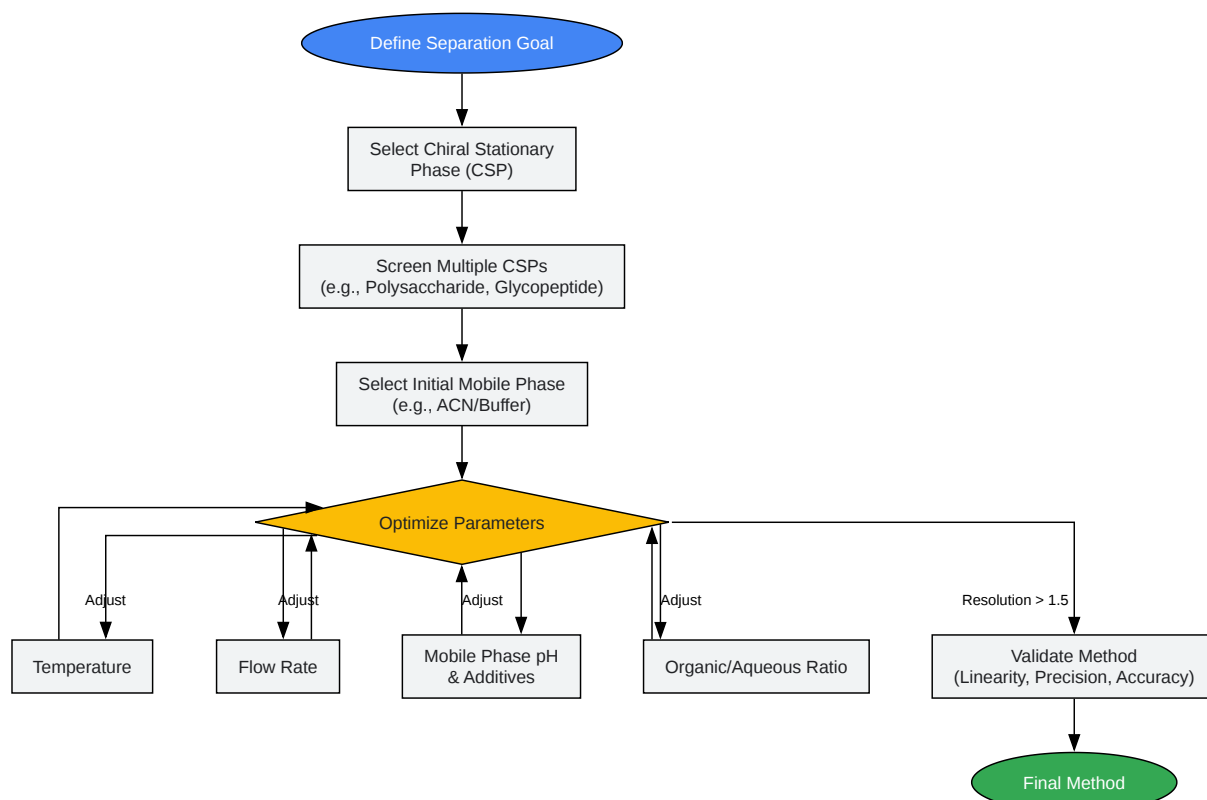 Define Separation Goal
Select Chiral Stationary
Phase (CSP)
Screen Multiple CSPs
(e.g., Polysaccharide, Glycopeptide)
Select Initial Mobile Phase
(e.g., ACN/Buffer)
Optimize Parameters
Adjust
Adjust
Adjust
Adjust
Resolution > 1.5
Temperature
Flow Rate
Mobile Phase pH
& Additives
Organic/Aqueous Ratio
Validate Method
(Linearity, Precision, Accuracy)
Final Method